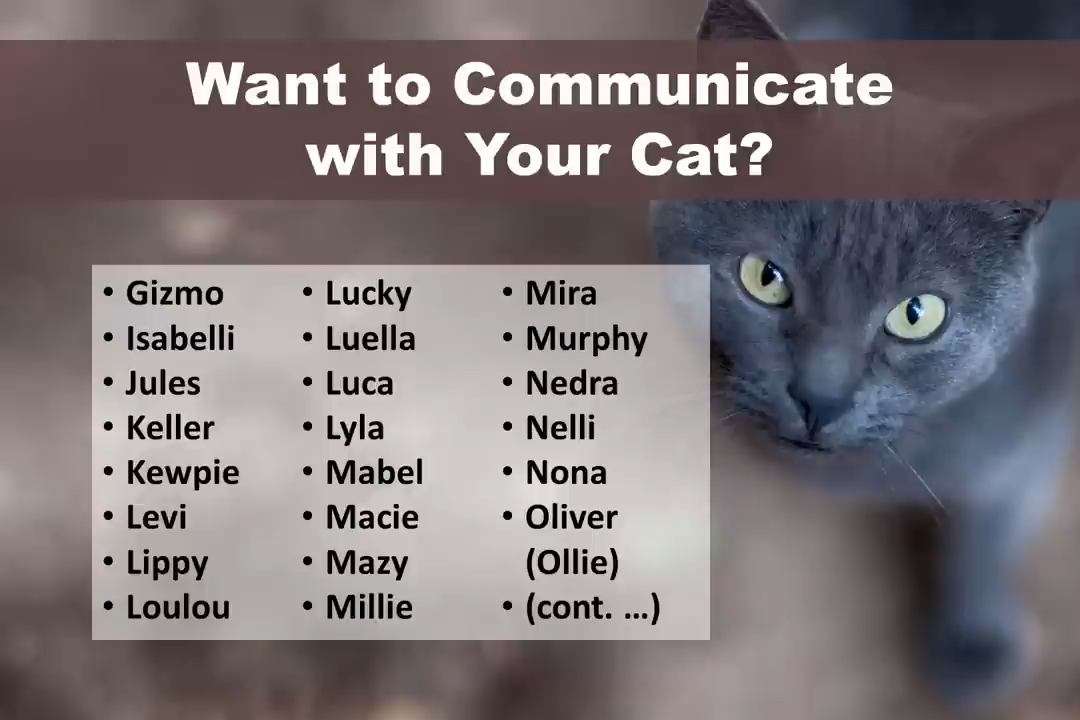 Want to Communicate
with Your Cat?
• Gizmo
• Isabelli
• Jules
• Keller
• Kewpie
• Levi
• Lippy
• Loulou
• Lucky
• Luella
• Luca
• Lyla
• Mabel
• Macie
• Mazy
• Millie
• Mira
• Murphy
• Nedra
• Nelli
• Nona
• Oliver
(Ollie)
• (cont. …)